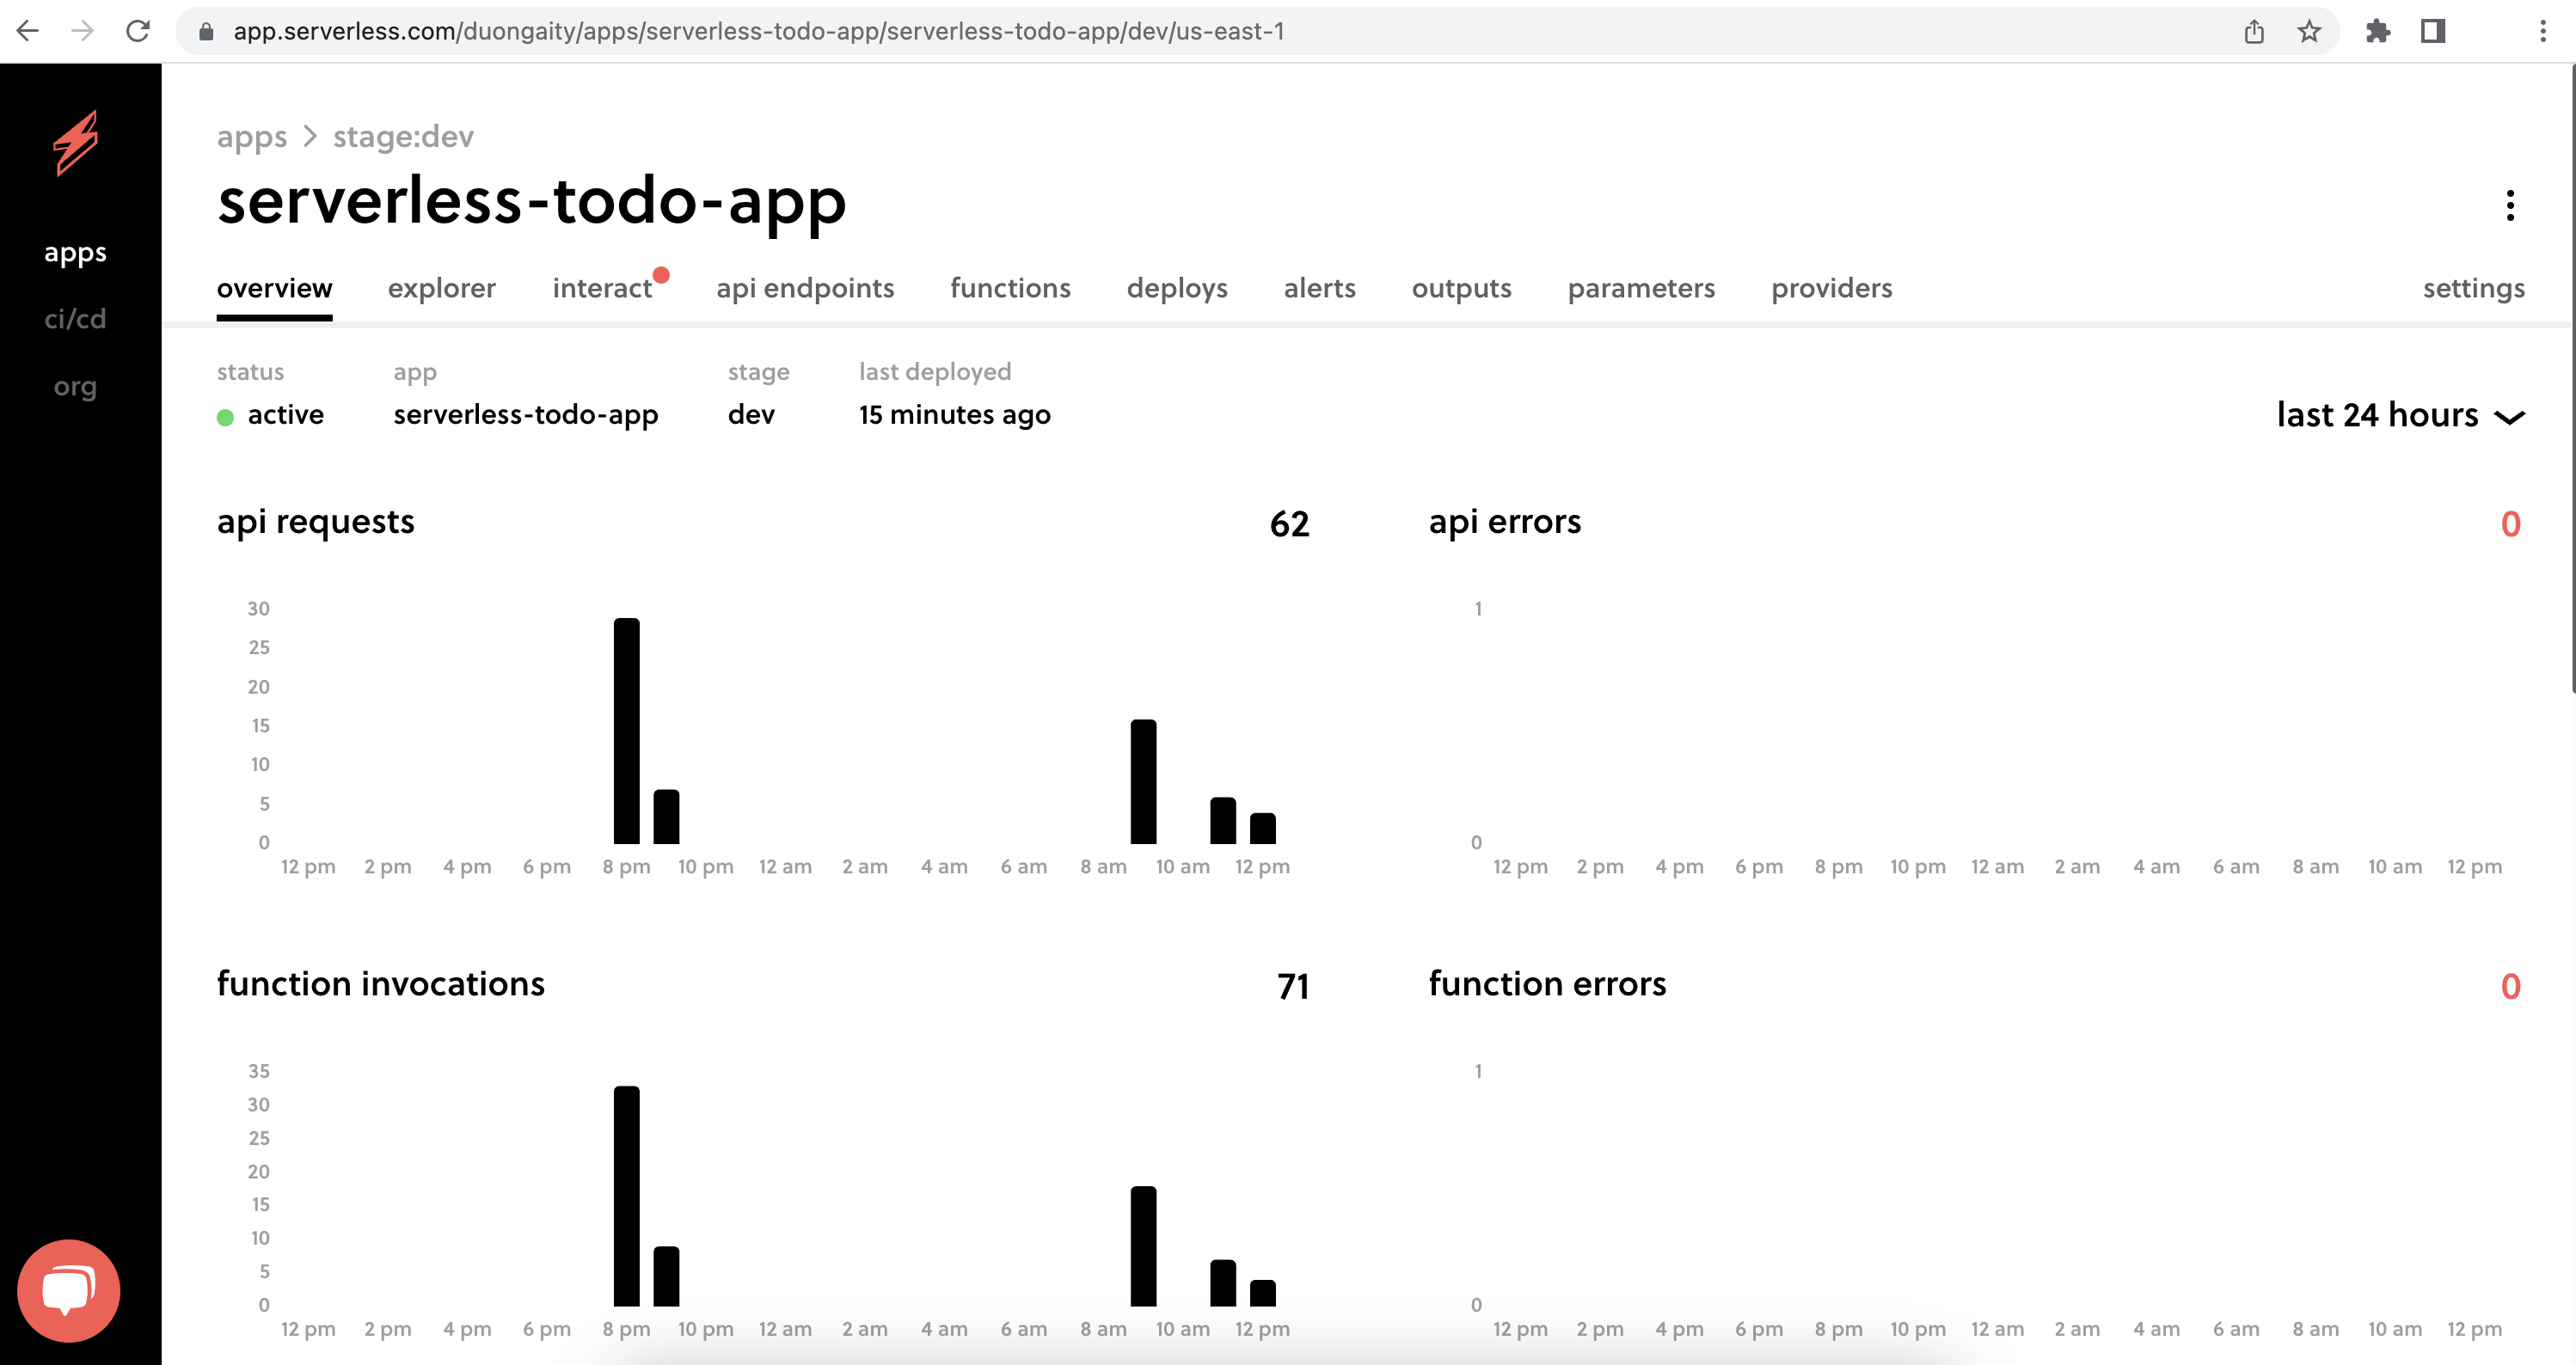 app.serverless.com/duongaity/apps/serverless-todo-app/serverless-todo-app/dev/us-east-1
apps
ci/cd
org
apps > stage:dev
serverless-todo-app
overview explorer interact api endpoints functions deploys alerts outputs parameters providers settings
status app stage last deployed
active serverless-todo-app dev 15 minutes ago last 24 hours
api requests 62
30
25
20
15
10
5
0
12 pm 2 pm 4 pm 6 pm 8 pm 10 pm 12 am 2 am 4 am 6 am 8 am 10 am 12 pm
api errors 0
1
0
12 pm 2 pm 4 pm 6 pm 8 pm 10 pm 12 am 2 am 4 am 6 am 8 am 10 am 12 pm
function invocations 71
35
30
25
20
15
10
5
0
12 pm 2 pm 4 pm 6 pm 8 pm 10 pm 12 am 2 am 4 am 6 am 8 am 10 am 12 pm
function errors 0
1
0
12 pm 2 pm 4 pm 6 pm 8 pm 10 pm 12 am 2 am 4 am 6 am 8 am 10 am 12 pm